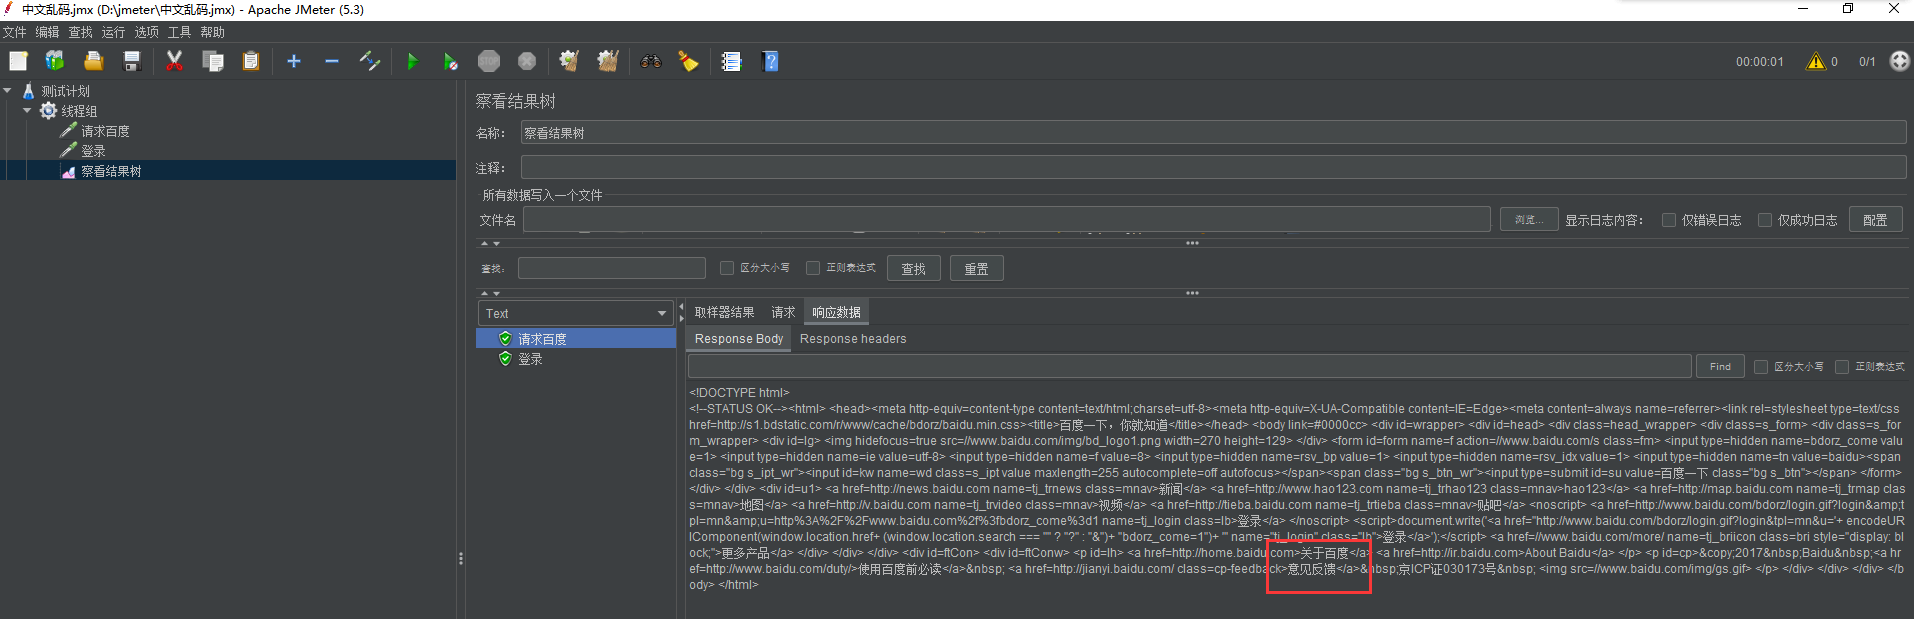 中文乱码.jmx (D:\jmeter\中文乱码.jmx) - Apache JMeter (5.3)
文件 编辑 查找 运行 选项 工具 帮助
STOP
00:00:01 0 0/1
测试计划
线程组
请求百度
登录
察看结果树
察看结果树
名称： 察看结果树
注释：
所有数据写入一个文件
文件名 浏览... 显示日志内容： 仅错误日志 仅成功日志 配置
查找： 区分大小写 正则表达式 查找 重置
Text
请求百度
登录
取样器结果 请求 响应数据
Response Body Response headers
Find 区分大小写 正则表达式
<!DOCTYPE html>
<!--STATUS OK--><html> <head><meta http-equiv=content-type content=text/html;charset=utf-8><meta http-equiv=X-UA-Compatible content=IE=Edge><meta content=always name=referrer><link rel=stylesheet type=text/css
href=http://s1.bdstatic.com/r/www/cache/bdorz/baidu.min.css><title>百度一下，你就知道</title></head> <body link=#0000cc> <div id=wrapper> <div id=head> <div class=head_wrapper> <div class=s_form> <div class=s_for
m_wrapper> <div id=lg> <img hidefocus=true src=//www.baidu.com/img/bd_logo1.png width=270 height=129> </div> <form id=form name=f action=//www.baidu.com/s class=fm> <input type=hidden name=bdorz_come valu
e=1> <input type=hidden name=ie value=utf-8> <input type=hidden name=f value=8> <input type=hidden name=rsv_bp value=1> <input type=hidden name=rsv_idx value=1> <input type=hidden name=tn value=baidu><span
class="bg s_ipt_wr"><input id=kw name=wd class=s_ipt value maxlength=255 autocomplete=off autofocus></span><span class="bg s_btn_wr"><input type=submit id=su value=百度一下 class="bg s_btn"></span> </form>
</div> </div> <div id=u1> <a href=http://news.baidu.com name=tj_trnews class=mnav>新闻</a> <a href=http://www.hao123.com name=tj_trhao123 class=mnav>hao123</a> <a href=http://map.baidu.com name=tj_trmap clas
s=mnav>地图</a> <a href=http://v.baidu.com name=tj_trvideo class=mnav>视频</a> <a href=http://tieba.baidu.com name=tj_trtieba class=mnav>贴吧</a> <noscript> <a href=http://www.baidu.com/bdorz/login.gif?login&amp;t
pl=mn&amp;u=http%3A%2F%2Fwww.baidu.com%2f%3fbdorz_come%3d1 name=tj_login class=lb>登录</a> </noscript> <script>document.write('<a href="http://www.baidu.com/bdorz/login.gif?login&tpl=mn&u='+ encodeUR
IComponent(window.location.href+ (window.location.search === "" ? "?" : "&")+ "bdorz_come=1")+ '" name="tj_login" class="lb">登录</a>');</script> <a href=//www.baidu.com/more/ name=tj_briicon class=bri style="display: bl
ock;">更多产品</a> </div> </div> </div> <div id=ftCon> <div id=ftConw> <p id=lh> <a href=http://home.baidu.com>关于百度</a> <a href=http://ir.baidu.com>About Baidu</a> </p> <p id=cp>&copy;2017&nbsp;Baidu&nbsp;<a hr
ef=http://www.baidu.com/duty/>使用百度前必读</a>&nbsp; <a href=http://jianyi.baidu.com/ class=cp-feedback>意见反馈</a>&nbsp;京ICP证030173号&nbsp; <img src=//www.baidu.com/img/gs.gif> </p> </div> </div> </div> </b
ody> </html>